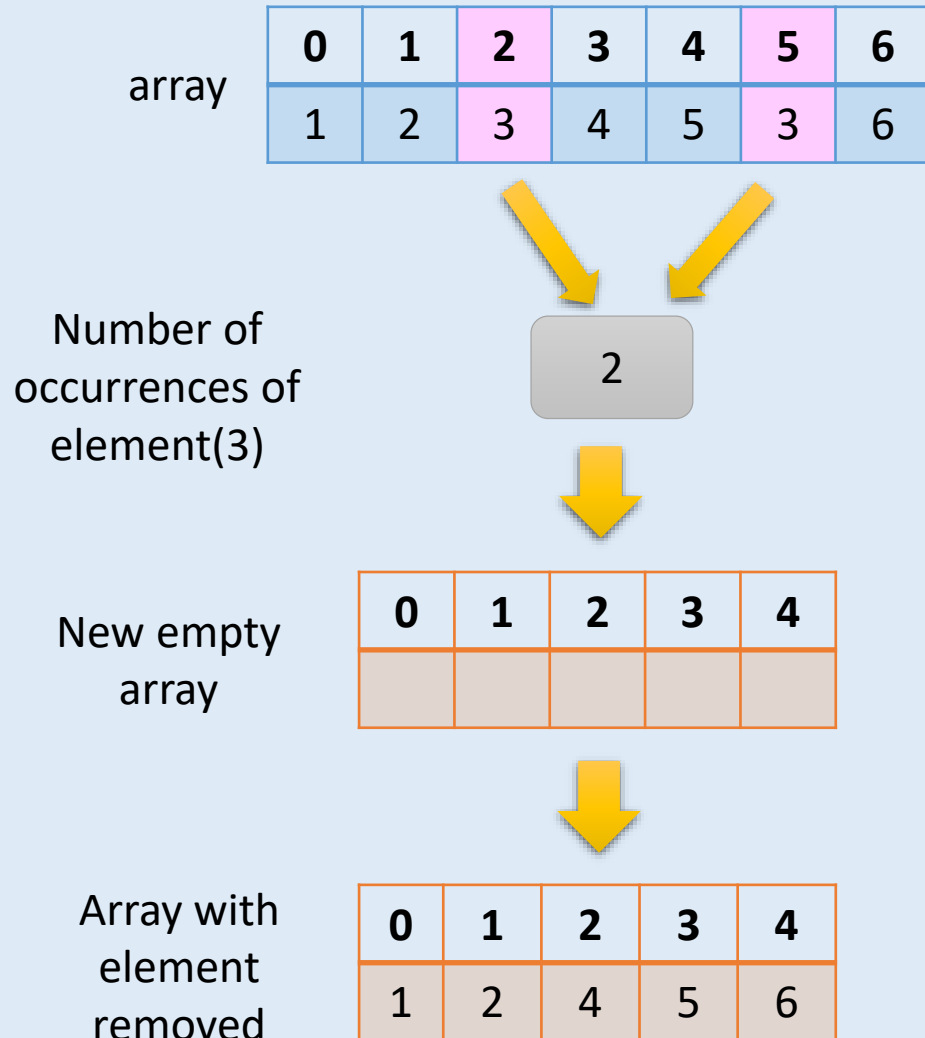 0 1 2 3 4 5 6
array
1 2 3 4 5 3 6
Number of
occurrences of
element(3)
2
New empty
array
0 1 2 3 4
Array with
element
removed
0 1 2 3 4
1 2 4 5 6